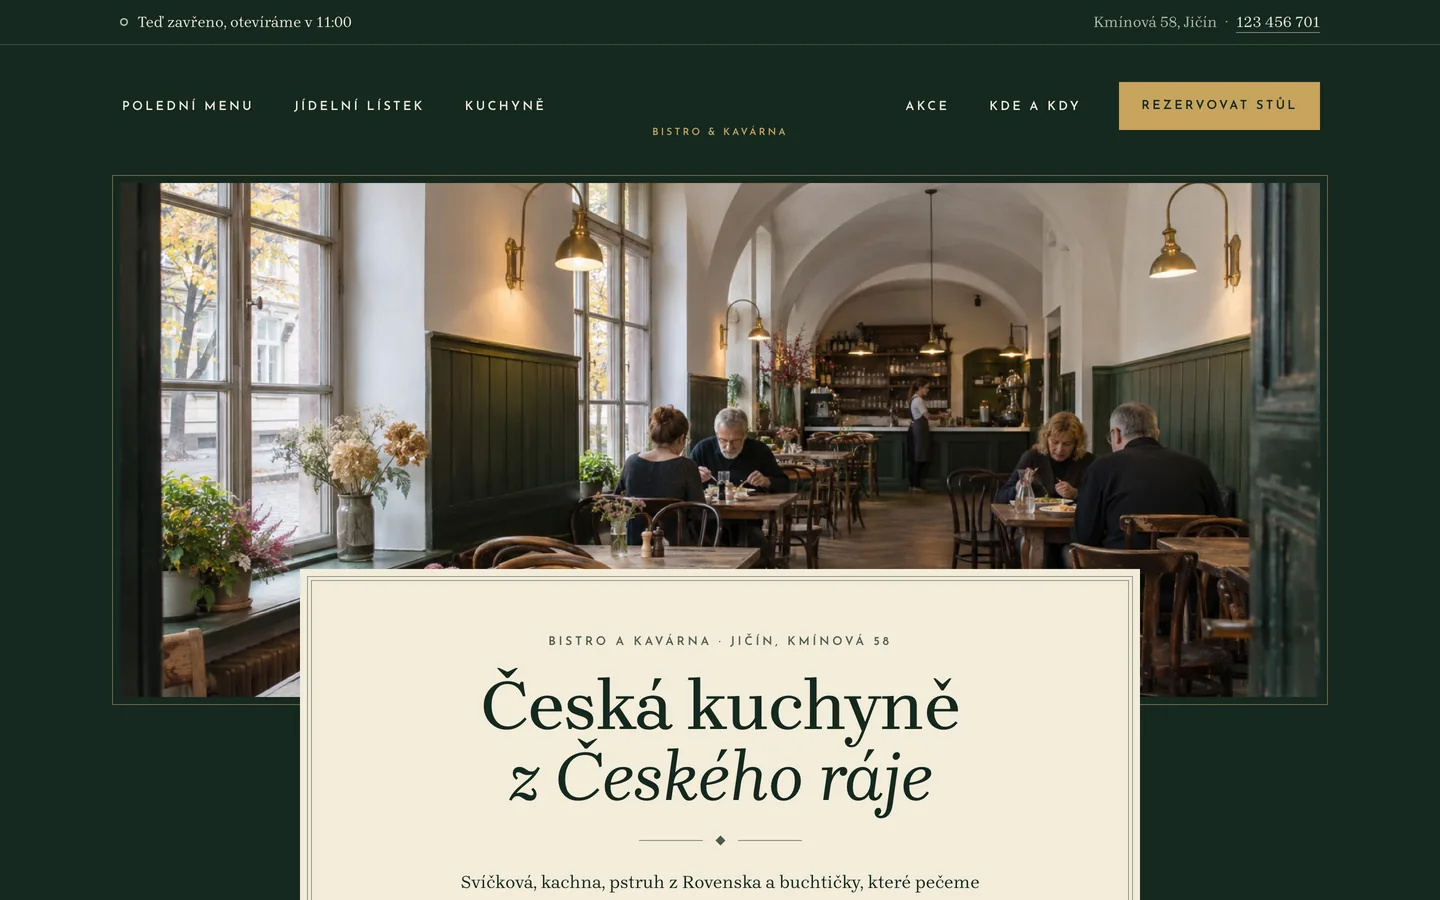 Teď zavřeno, otevíráme v 11:00
Kmínová 58, Jičín · 123 456 701
POLEDNÍ MENU JÍDELNÍ LÍSTEK KUCHYNĚ
AKCE KDE A KDY REZERVOVAT STŮL
BISTRO & KAVÁRNA
BISTRO A KAVÁRNA · JIČÍN, KMÍNOVÁ 58
Česká kuchyně
z Českého ráje
Svíčková, kachna, pstruh z Rovenska a buchtičky, které pečeme